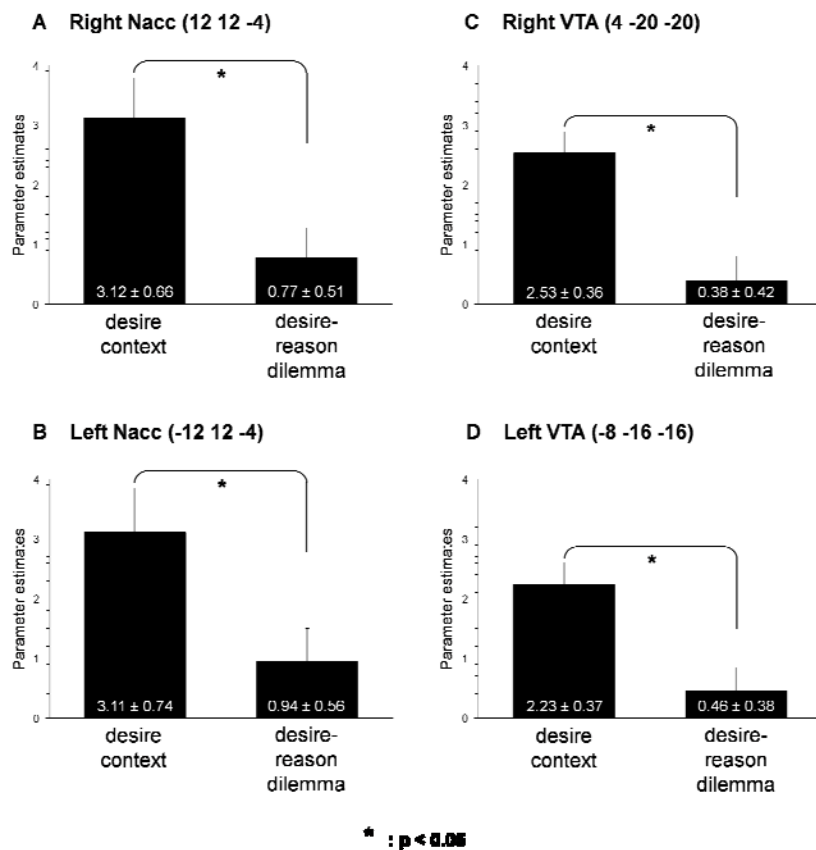 A Right Nacc (12 12 -4)
4
3
2
1
0
Parameter estimates
*
3.12 ± 0.66
0.77 ± 0.51
desire
context
desire-
reason
dilemma
C Right VTA (4 -20 -20)
4
3
2
1
0
Parameter estimates
*
2.53 ± 0.36
0.38 ± 0.42
desire
context
desire-
reason
dilemma
B Left Nacc (-12 12 -4)
4
3
2
1
0
Parameter estima:es
*
3.11 ± 0.74
0.94 ± 0.56
desire
context
desire-
reason
dilemma
D Left VTA (-8 -16 -16)
4
3
2
1
0
Parameter estimates
*
2.23 ± 0.37
0.46 ± 0.38
desire
context
desire-
reason
dilemma
* : p < 0.05